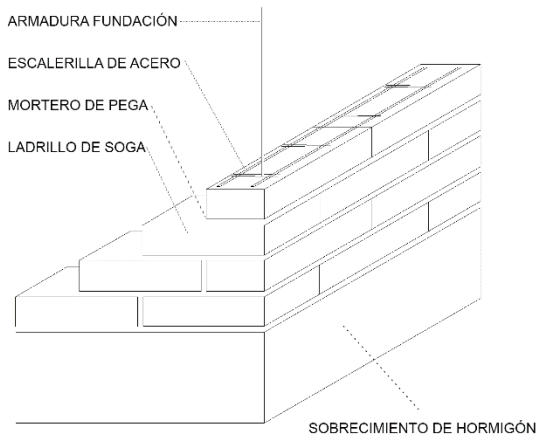 ARMADURA FUNDACIÓN
ESCALERILLA DE ACERO
MORTERO DE PEGA
LADRILLO DE SOGA
SOBRECIMIENTO DE HORMIGÓN